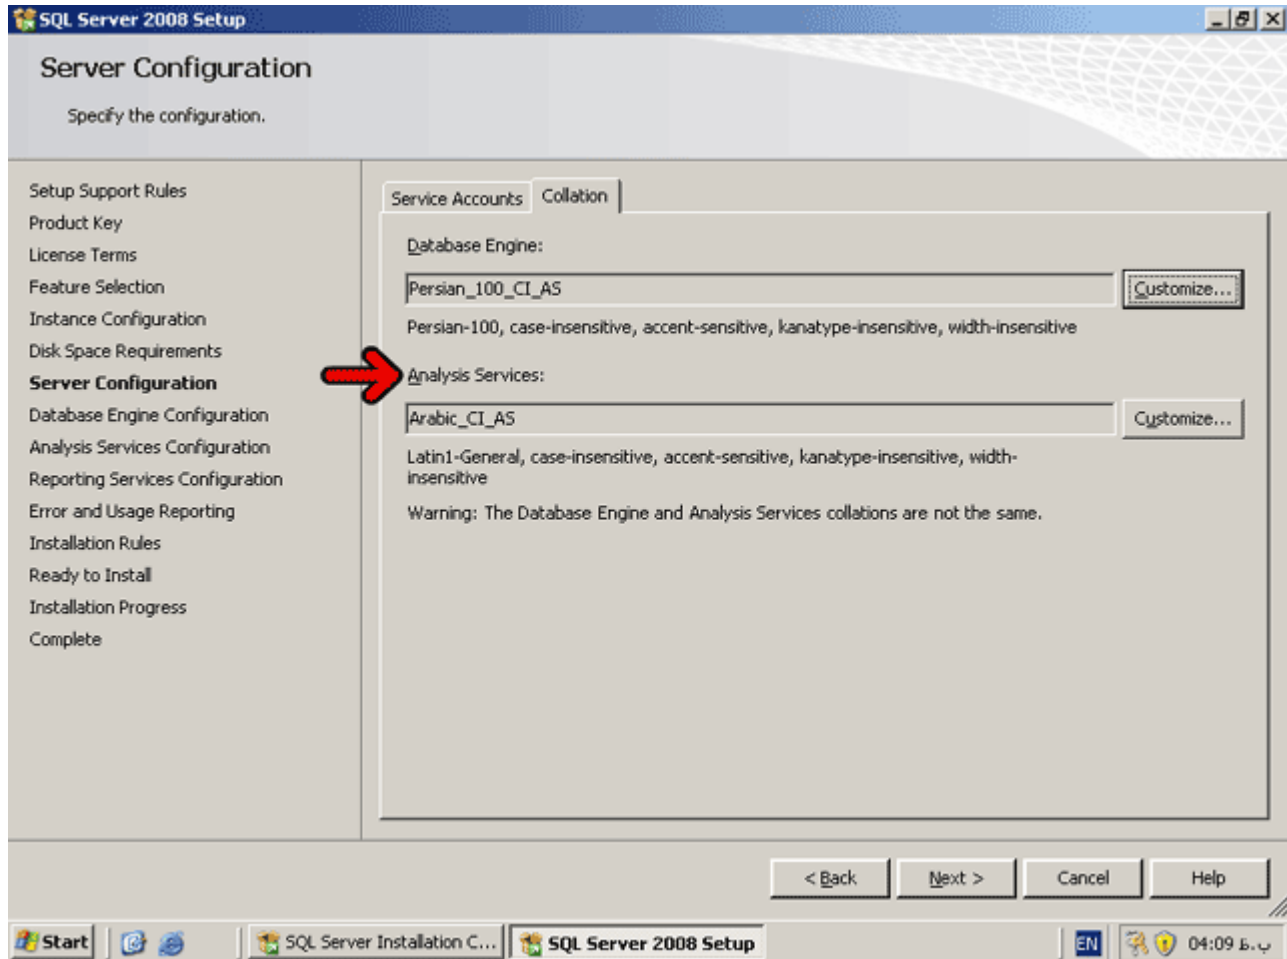 SQL Server 2008 Setup
Server Configuration
Specify the configuration.
Setup Support Rules
Product Key
License Terms
Feature Selection
Instance Configuration
Disk Space Requirements
Server Configuration
Database Engine Configuration
Analysis Services Configuration
Reporting Services Configuration
Error and Usage Reporting
Installation Rules
Ready to Install
Installation Progress
Complete
Service Accounts
Collation
Database Engine:
Persian_100_CI_AS
Customize...
Persian-100, case-insensitive, accent-sensitive, kanatype-insensitive, width-insensitive
Analysis Services:
Arabic_CI_AS
Customize...
Latin1-General, case-insensitive, accent-sensitive, kanatype-insensitive, width-
insensitive
Warning: The Database Engine and Analysis Services collations are not the same.
< Back
Next >
Cancel
Help
Start
SQL Server Installation C...
SQL Server 2008 Setup
EN
04:09 ب.ظ